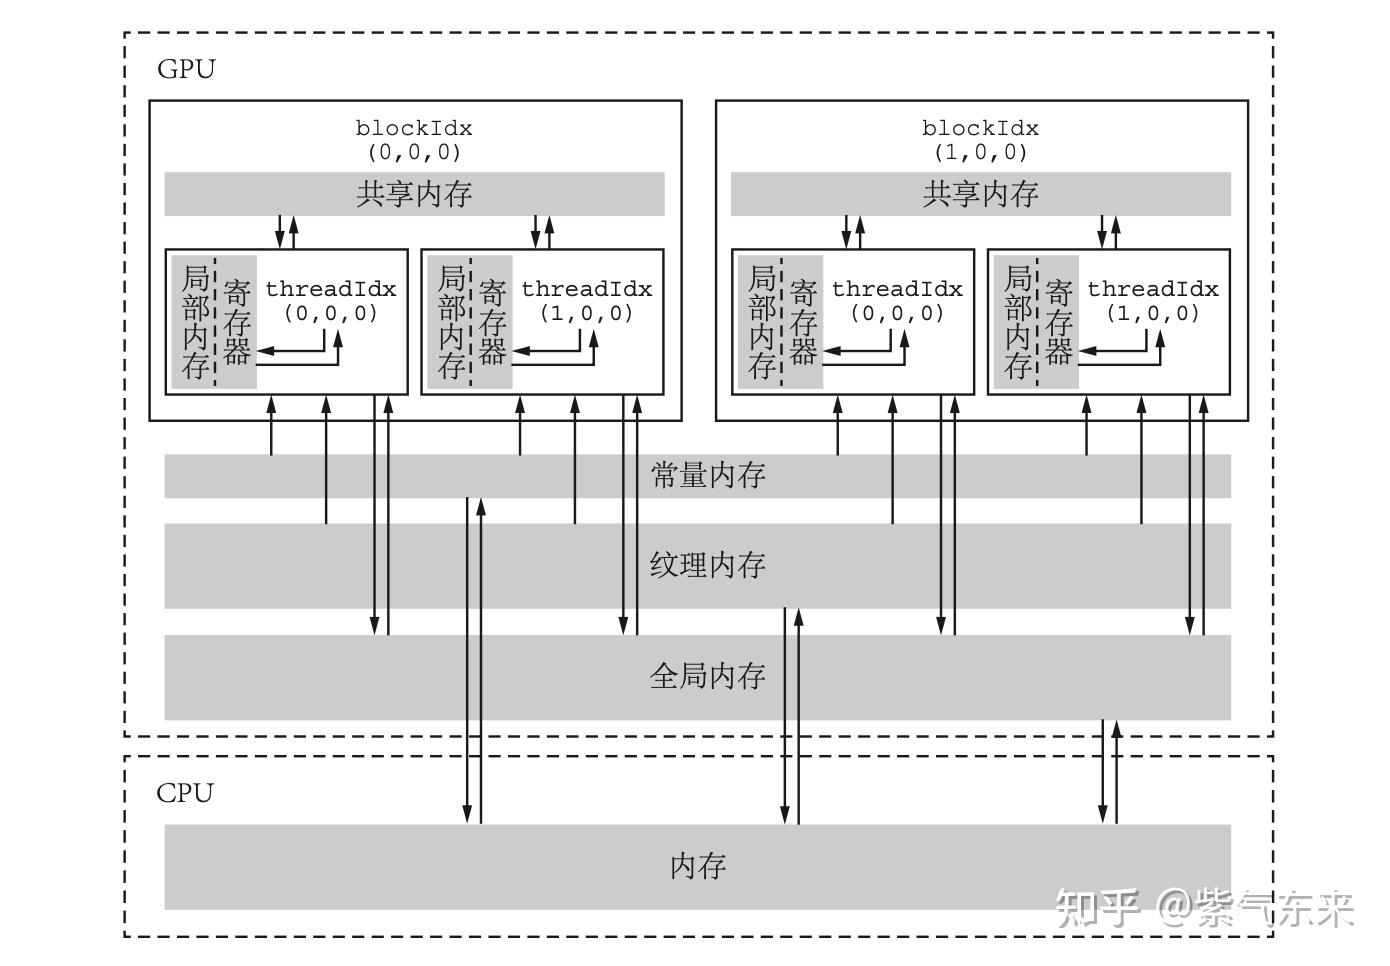 GPU
blockIdx
(0,0,0)
共享内存
局部内存
寄存器
threadIdx
(0,0,0)
局部内存
寄存器
threadIdx
(1,0,0)
blockIdx
(1,0,0)
共享内存
局部内存
寄存器
threadIdx
(0,0,0)
局部内存
寄存器
threadIdx
(1,0,0)
常量内存
纹理内存
全局内存
CPU
内存
知乎 @紫气东来